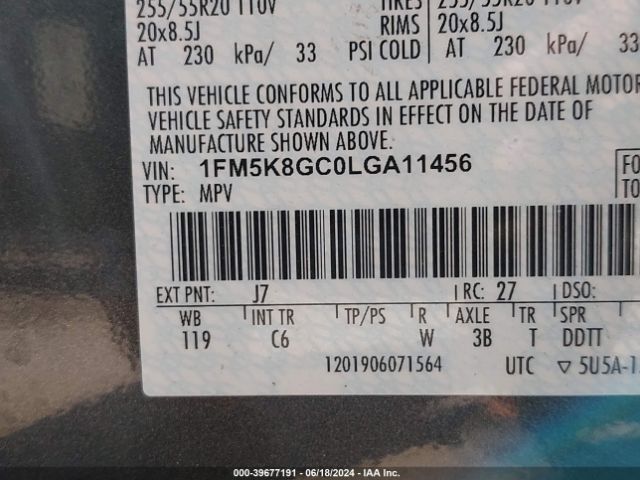 255/55R20 110V TIRES 255/55R20 110V
20x8.5J RIMS 20x8.5J
AT 230 kPa/ 33 PSI COLD AT 230 kPa/ 33
THIS VEHICLE CONFORMS TO ALL APPLICABLE FEDERAL MOTOR
VEHICLE SAFETY STANDARDS IN EFFECT ON THE DATE OF
MANUFACTURE SHOWN ABOVE.
VIN: 1FM5K8GC0LGA11456
TYPE: MPV
EXT PNT: J7 RC: 27 DSO:
WB INT TR TP/PS R AXLE TR SPR
119 C6 W 3B T DDTT
1201906071564 UTC ▽ 5U5A-1
000-39677191 - 06/18/2024 - IAA Inc.